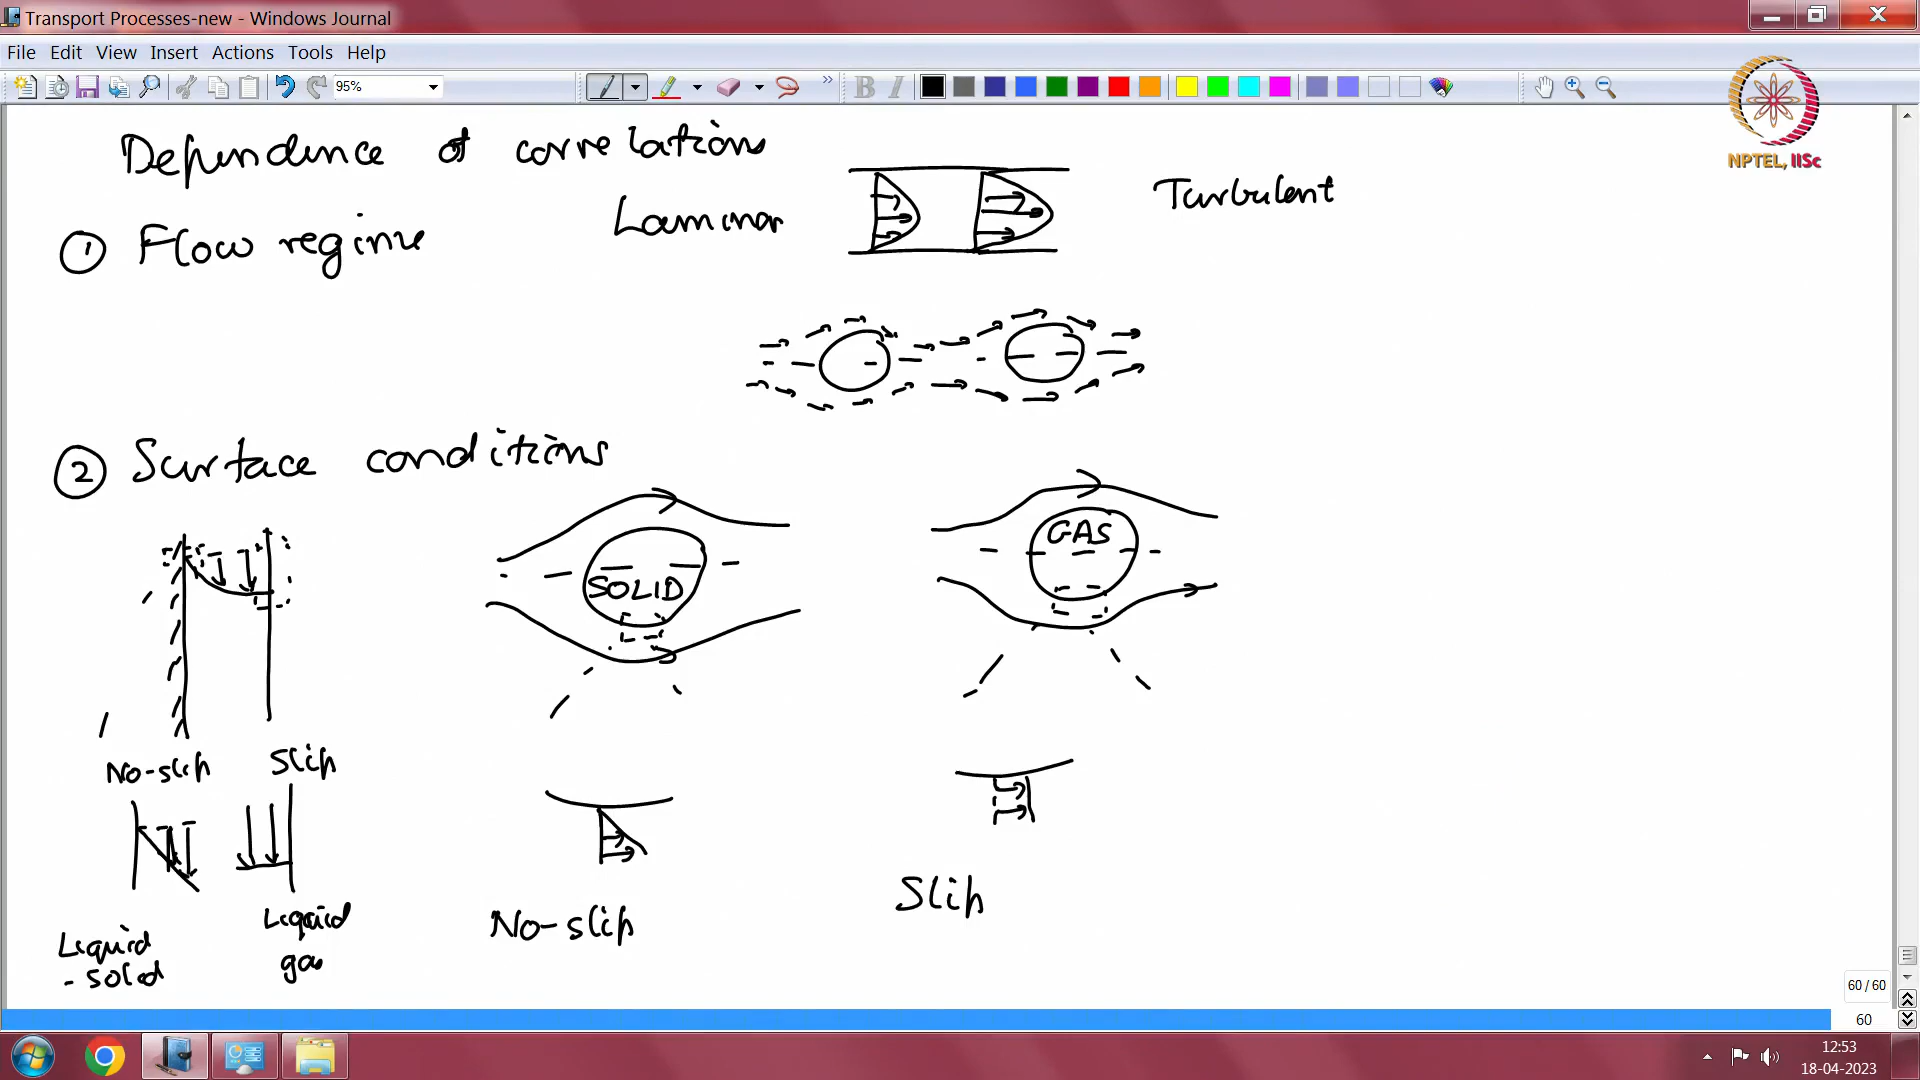 Transport Processes-new - Windows Journal
File Edit View Insert Actions Tools Help
95%
B I
NPTEL, IISc
Dependence of correlations
① Flow regime
Laminar
Turbulent
② Surface conditions
SOLID
GAS
No-slip
Slip
Liquid
- solid
Liquid
gas
No-slip
Slip
60 / 60
60
12:53
18-04-2023